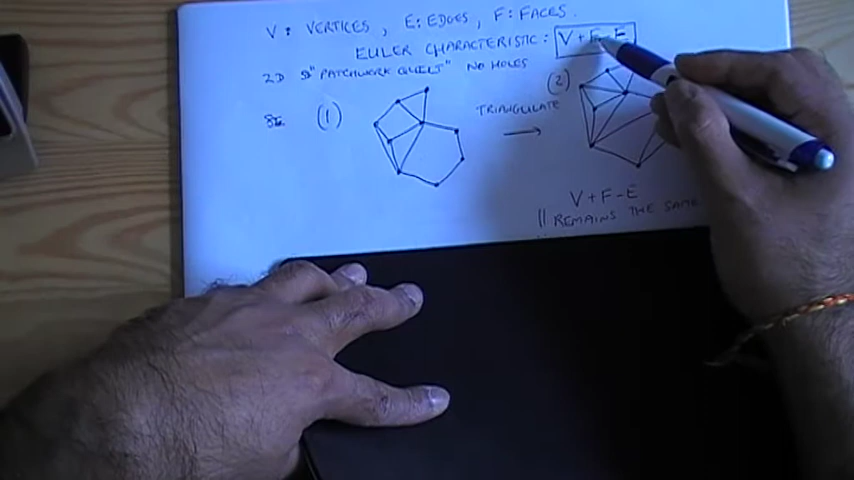 V: VERTICES, E: EDGES, F: FACES.
EULER CHARACTERISTIC: V+F-E
2D "PATCHWORK QUILT" NO HOLES
(1)
TRIANGULATE
(2)
V+F-E
REMAINS THE SAME